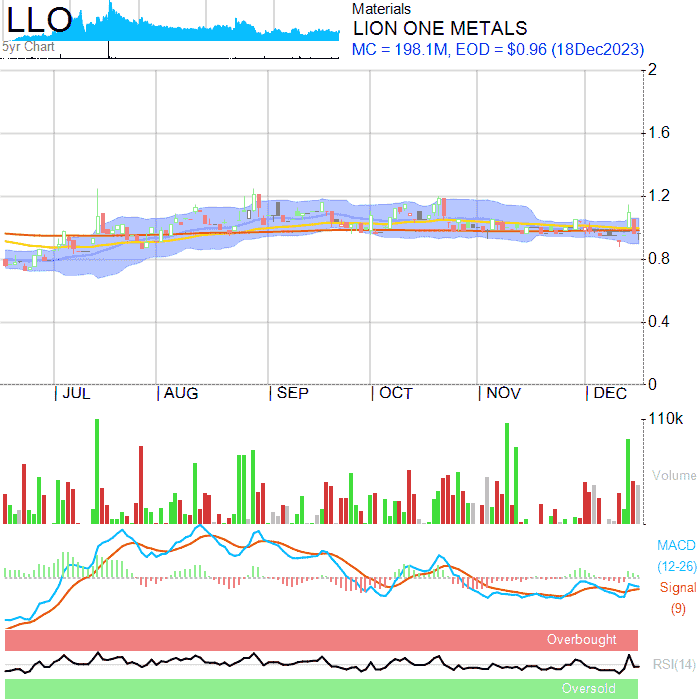 LLO
5yr Chart
Materials
LION ONE METALS
MC = 198.1M, EOD = $0.96 (18Dec2023)
2
1.6
1.2
0.8
0.4
0
JUL AUG SEP OCT NOV DEC
110k
Volume
MACD
(12-26)
Signal
(9)
Overbought
RSI(14)
Oversold